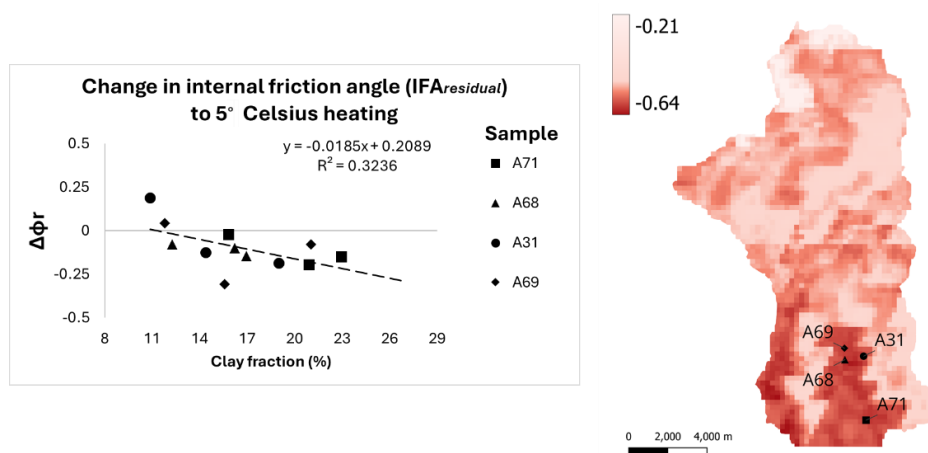 Change in internal friction angle (IFAresidual)
to 5° Celsius heating
y = -0.0185x + 0.2089
R² = 0.3236
Sample
A71
A68
A31
A69
0.5
0.25
0
-0.25
-0.5
Δϕr
8 11 14 17 20 23 26 29
Clay fraction (%)
-0.21
-0.64
A69
A31
A68
A71
0 2,000 4,000 m